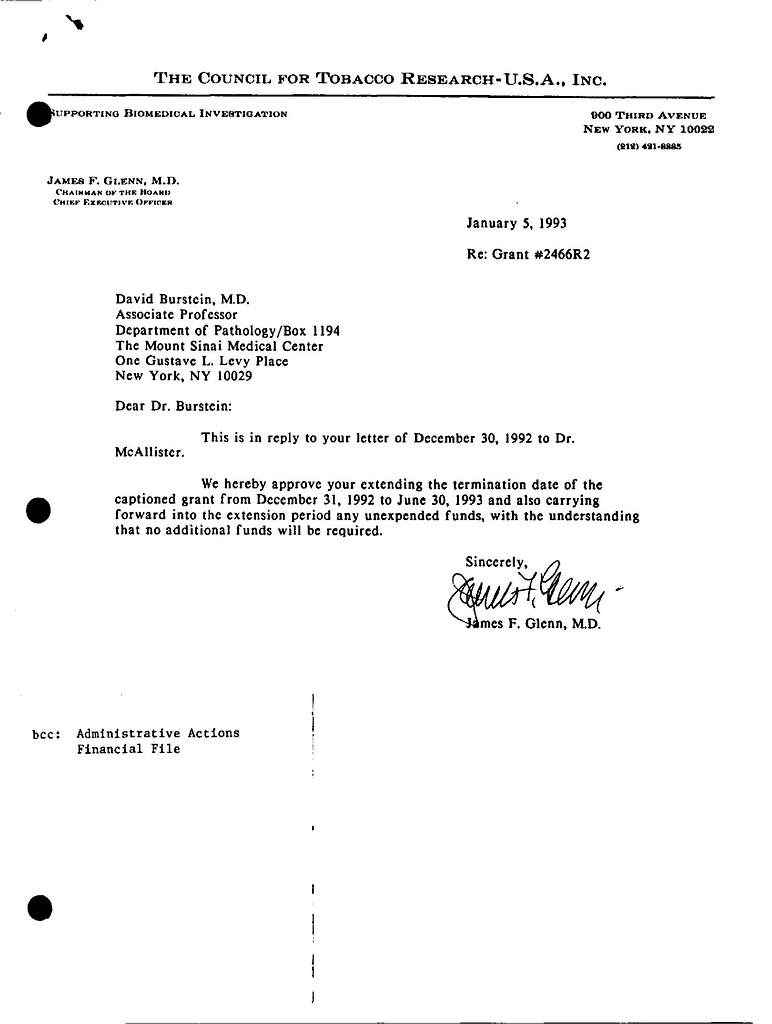 THE COUNCIL FOR TOBACCO RESEARCH-U.S.A., INC.
SUPPORTING BIOMEDICAL INVESTIGATION
900 THIRD AVENUE
NEW YORK, NY 10022
(212) 421-8885
JAMES F. GLENN, M.D.
CHAIRMAN OF THE BOARD
CHIEF EXECUTIVE OFFICER
January 5, 1993
Re: Grant #2466R2
David Burstein, M.D.
Associate Professor
Department of Pathology/Box 1194
The Mount Sinai Medical Center
One Gustave L. Levy Place
New York, NY 10029
Dear Dr. Burstein:
This is in reply to your letter of December 30, 1992 to Dr.
McAllister.
We hereby approve your extending the termination date of the
captioned grant from December 31, 1992 to June 30, 1993 and also carrying
forward into the extension period any unexpended funds, with the understanding
that no additional funds will be required.
Sincerely,
James F. Glenn
James F. Glenn, M.D.
bcc: Administrative Actions
Financial File